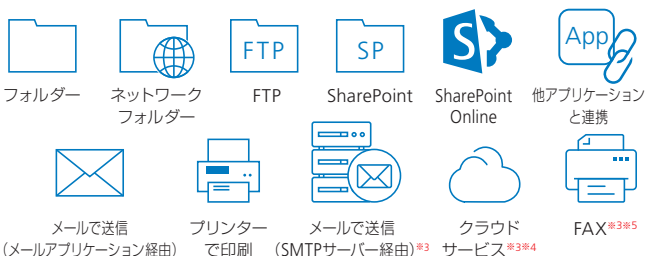 FTP
SP
S
App
フォルダー
ネットワーク
フォルダー
FTP
SharePoint
SharePoint
Online
他アプリケーション
と連携
メールで送信
(メールアプリケーション経由)
プリンター
で印刷
メールで送信
(SMTPサーバー経由)※3
クラウド
サービス※3※4
FAX※3※5